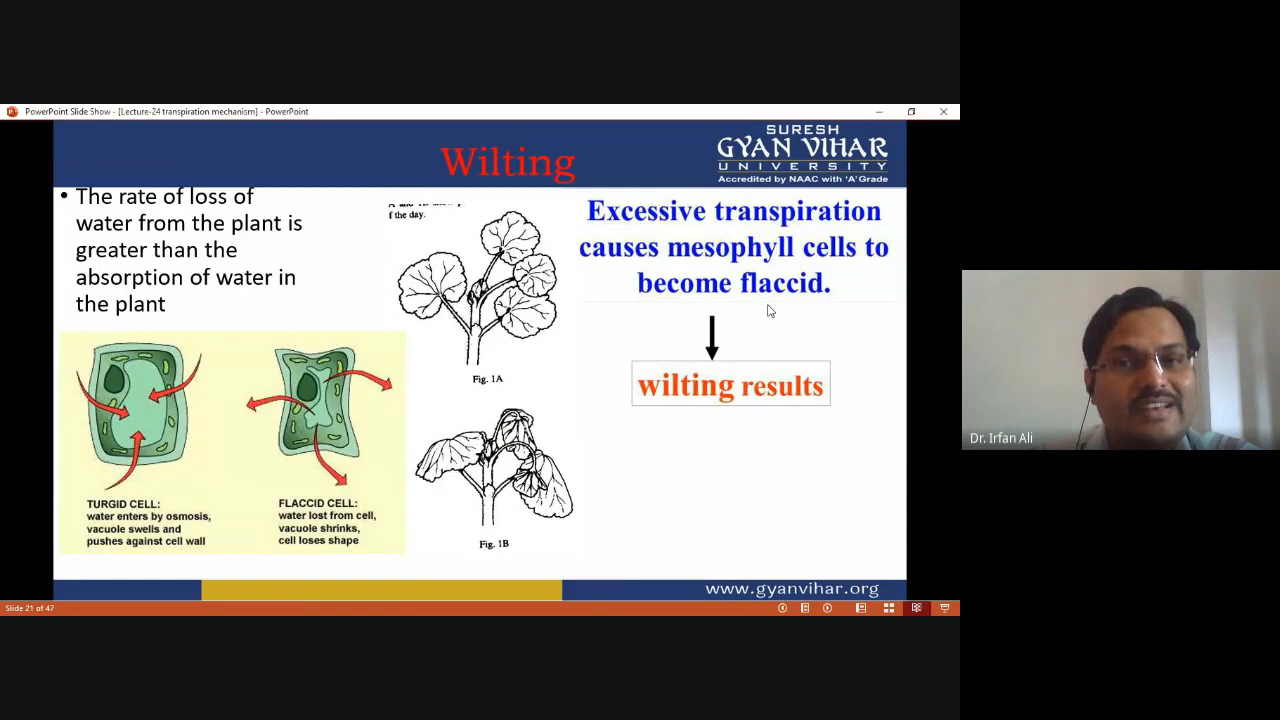 PowerPoint Slide Show - [Lecture-24 transpiration mechanism] - PowerPoint
SURESH
GYAN VIHAR
UNIVERSITY
Accredited by NAAC with 'A' Grade
Wilting
• The rate of loss of
water from the plant is
greater than the
absorption of water in
the plant
f the day.
Fig. 1A
Fig. 1B
Excessive transpiration
causes mesophyll cells to
become flaccid.
wilting results
TURGID CELL:
water enters by osmosis,
vacuole swells and
pushes against cell wall
FLACCID CELL:
water lost from cell,
vacuole shrinks,
cell loses shape
www.gyanvihar.org
Slide 21 of 47
Dr. Irfan Ali